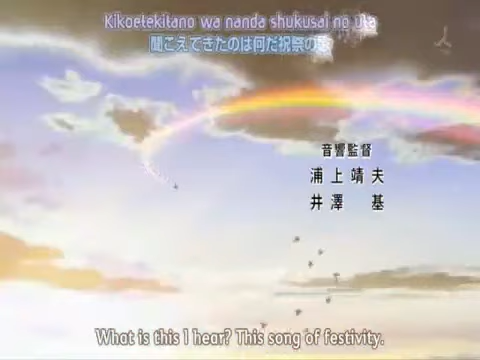 Kikoetekitano wa nanda shukusai no uta
聞こえてきたのは何だ祝祭の歌
音響監督
浦上靖夫
井澤 基
What is this I hear? This song of festivity.